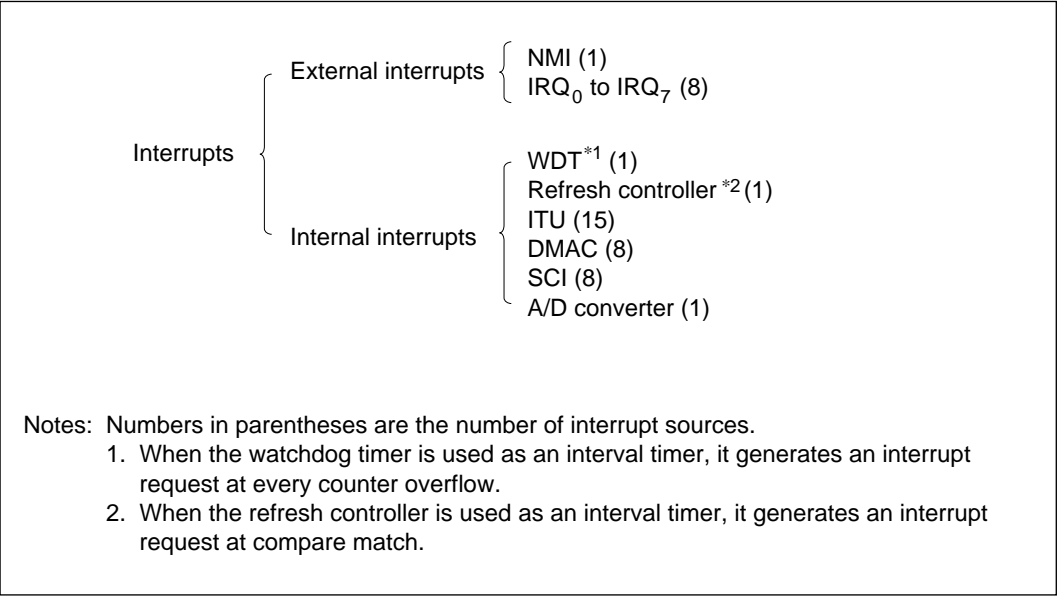 External interrupts
NMI (1)
IRQ0 to IRQ7 (8)
Interrupts
Internal interrupts
WDT*1 (1)
Refresh controller *2 (1)
ITU (15)
DMAC (8)
SCI (8)
A/D converter (1)
Notes: Numbers in parentheses are the number of interrupt sources.
1. When the watchdog timer is used as an interval timer, it generates an interrupt
request at every counter overflow.
2. When the refresh controller is used as an interval timer, it generates an interrupt
request at compare match.